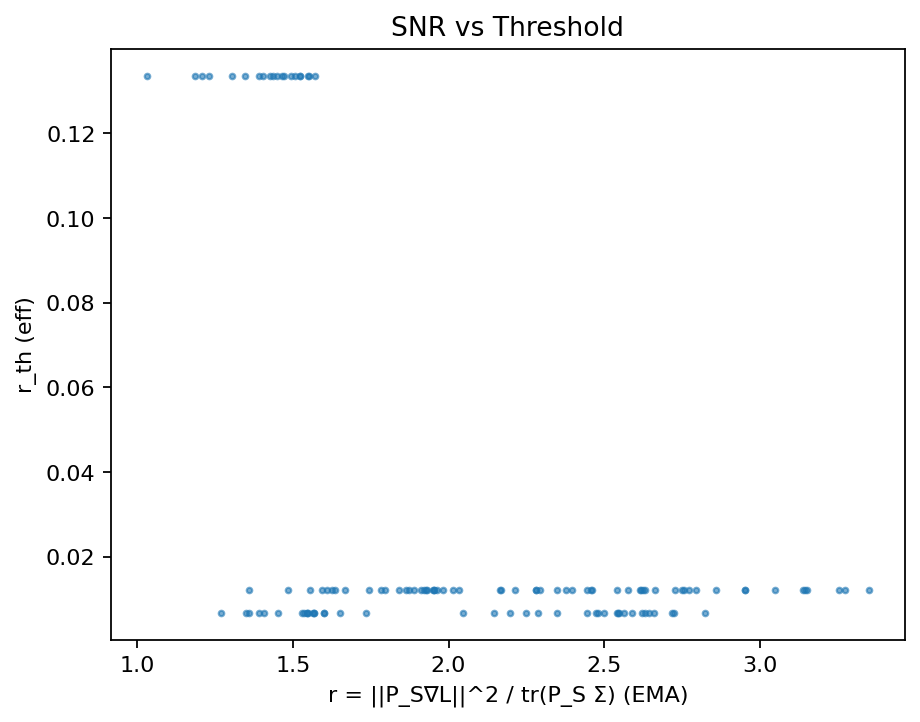 SNR vs Threshold
r_th (eff)
0.12
0.10
0.08
0.06
0.04
0.02
1.0 1.5 2.0 2.5 3.0
r = ||P_S∇L||^2 / tr(P_S Σ) (EMA)